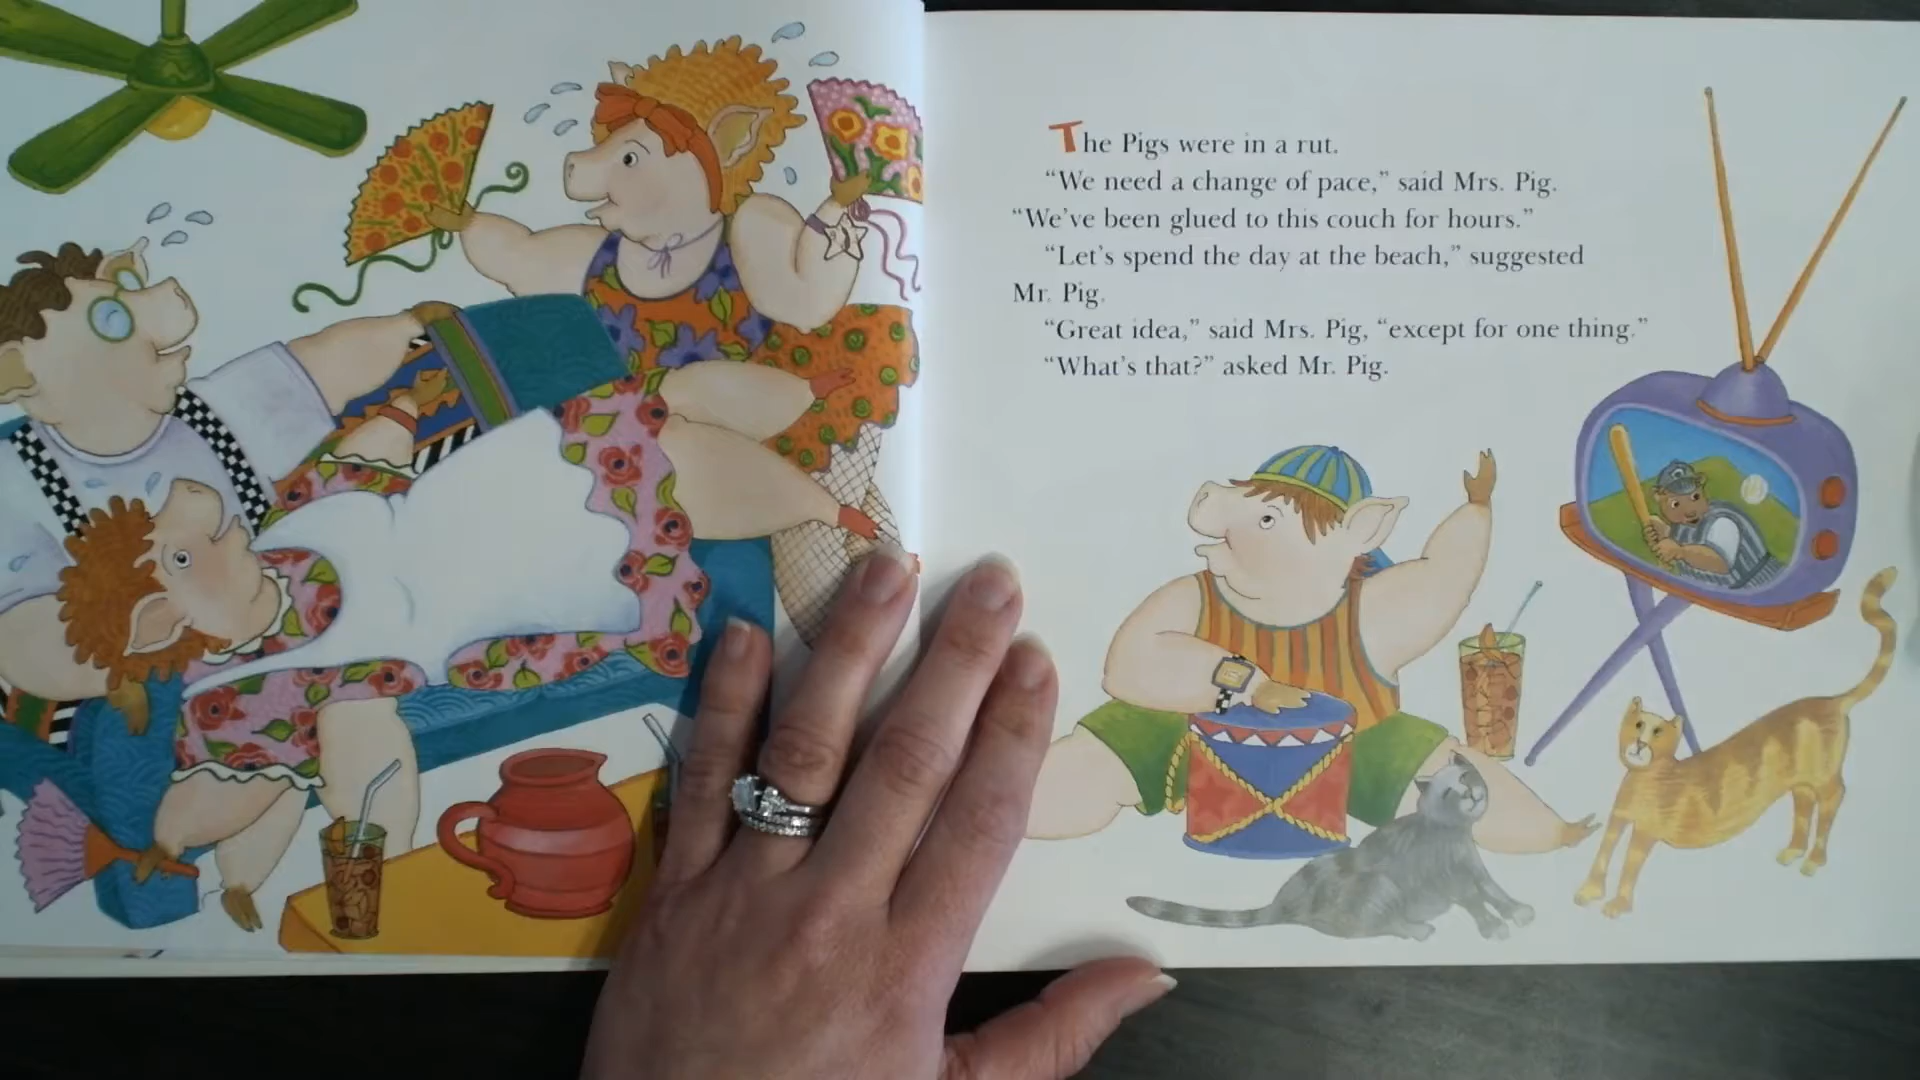 The Pigs were in a rut.
“We need a change of pace,” said Mrs. Pig.
“We’ve been glued to this couch for hours.”
“Let’s spend the day at the beach,” suggested
Mr. Pig.
“Great idea,” said Mrs. Pig, “except for one thing.”
“What’s that?” asked Mr. Pig.